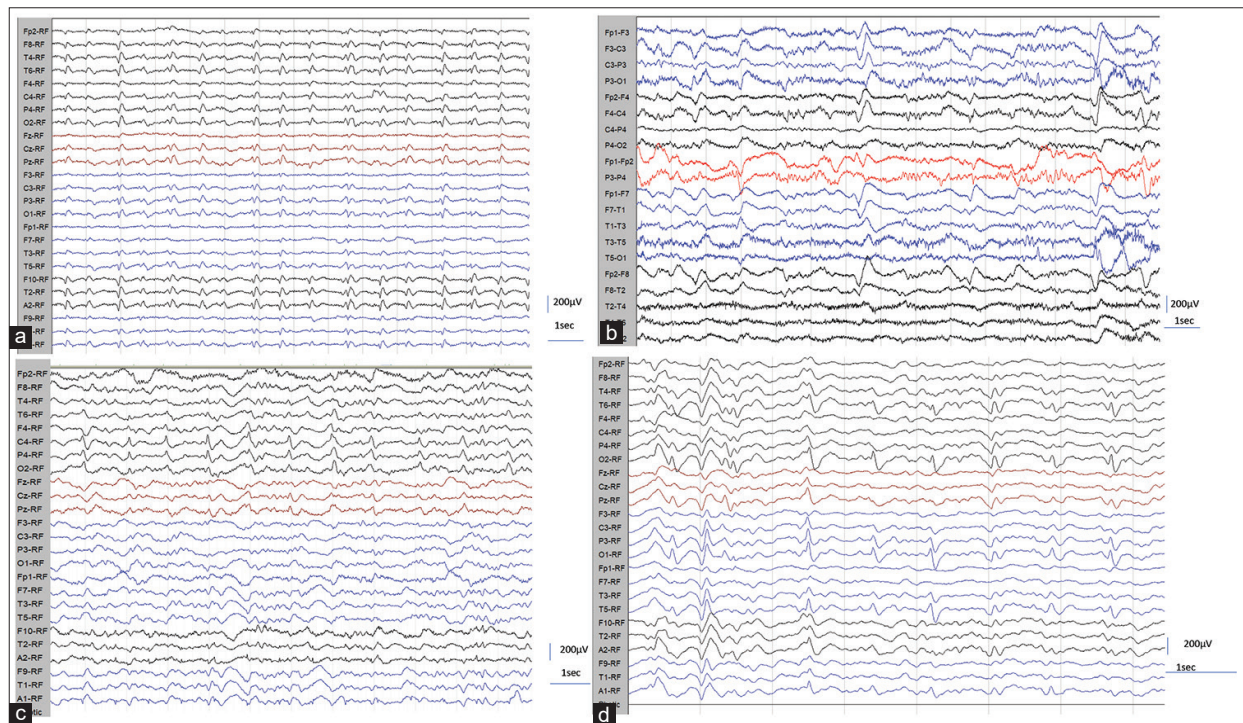 Fp2-RF
F8-RF
T4-RF
T6-RF
F4-RF
C4-RF
P4-RF
O2-RF
Fz-RF
Cz-RF
Pz-RF
F3-RF
C3-RF
P3-RF
O1-RF
Fp1-RF
F7-RF
T3-RF
T5-RF
F10-RF
T2-RF
A2-RF
F9-RF
-RF
-RF
200µV
1sec
a
Fp1-F3
F3-C3
C3-P3
P3-O1
Fp2-F4
F4-C4
C4-P4
P4-O2
Fp1-Fp2
P3-P4
Fp1-F7
F7-T1
T1-T3
T3-T5
T5-O1
Fp2-F8
F8-T2
T2-T4
200µV
1sec
b
Fp2-RF
F8-RF
T4-RF
T6-RF
F4-RF
C4-RF
P4-RF
O2-RF
Fz-RF
Cz-RF
Pz-RF
F3-RF
C3-RF
P3-RF
O1-RF
Fp1-RF
F7-RF
T3-RF
T5-RF
F10-RF
T2-RF
A2-RF
F9-RF
T1-RF
A1-RF
200µV
1sec
c
Fp2-RF
F8-RF
T4-RF
T6-RF
F4-RF
C4-RF
P4-RF
O2-RF
Fz-RF
Cz-RF
Pz-RF
F3-RF
C3-RF
P3-RF
O1-RF
Fp1-RF
F7-RF
T3-RF
T5-RF
F10-RF
T2-RF
A2-RF
F9-RF
T1-RF
A1-RF
200µV
1sec
d